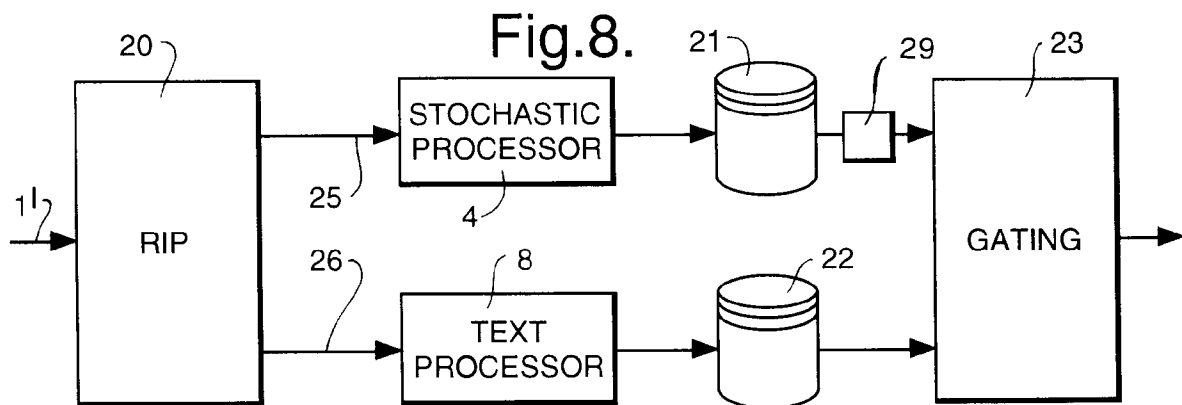 Fig.8.
20
21
29
23
STOCHASTIC
PROCESSOR
4
25
1'
RIP
GATING
26
8
22
TEXT
PROCESSOR